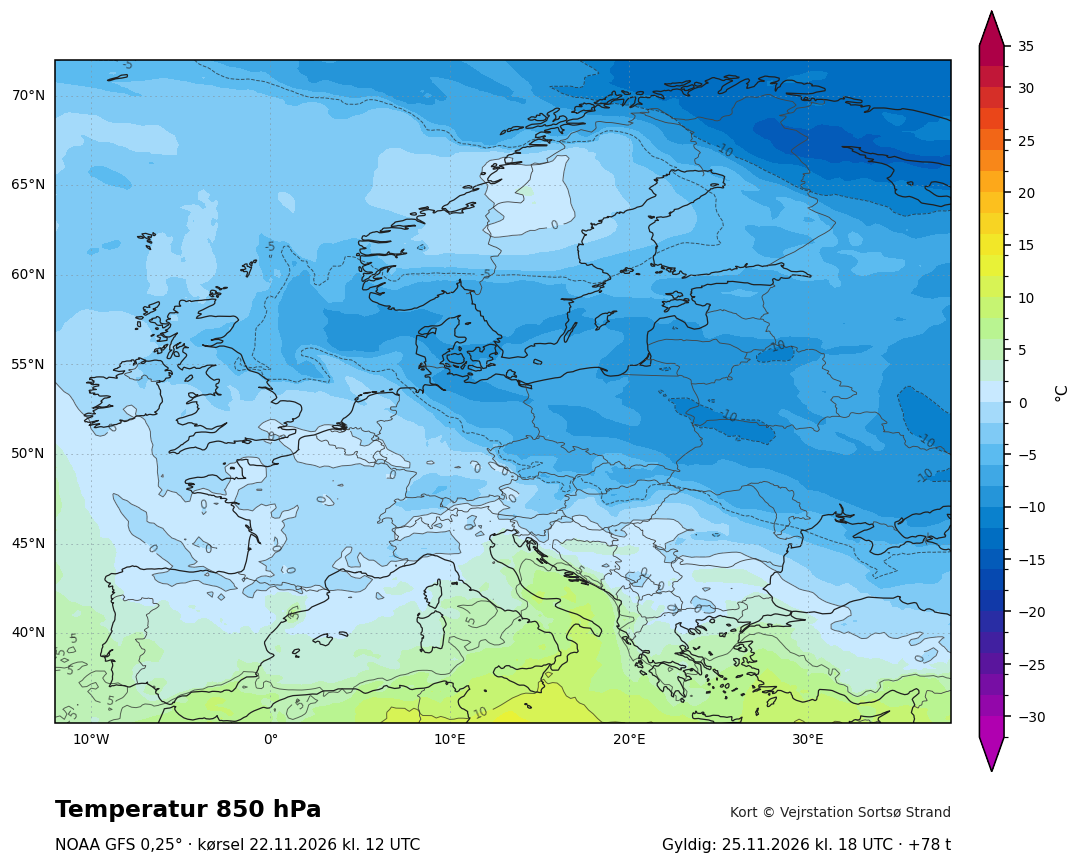 70°N
65°N
60°N
55°N
50°N
45°N
40°N
10°W 0° 10°E 20°E 30°E
35
30
25
20
15
10
5
0
−5
−10
−15
−20
−25
−30
°C
Temperatur 850 hPa
Kort © Vejrstation Sortsø Strand
NOAA GFS 0,25° · kørsel 22.11.2026 kl. 12 UTC
Gyldig: 25.11.2026 kl. 18 UTC · +78 t